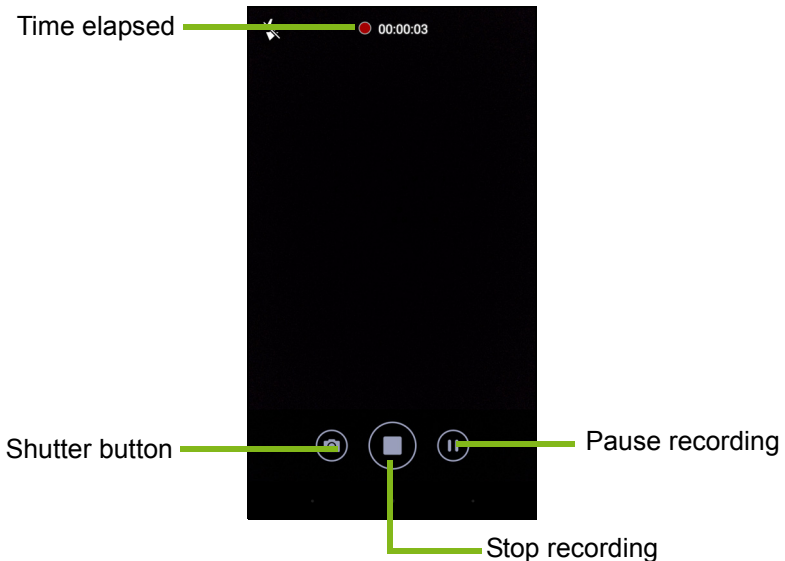 Time elapsed
00:00:03
Shutter button
Pause recording
Stop recording